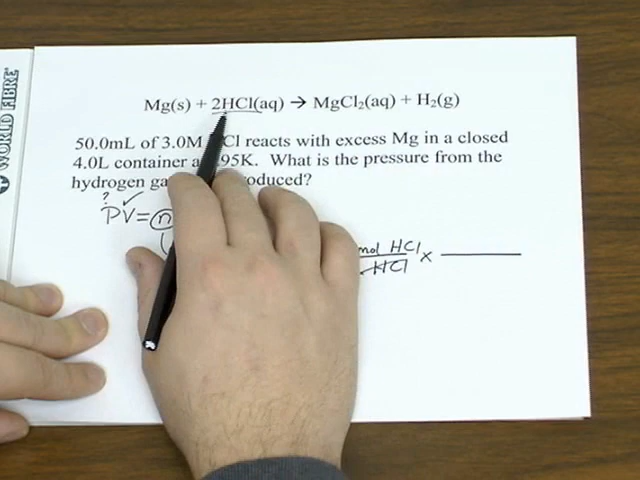 WORLD FIBRE
Mg(s) + 2HCl(aq) → MgCl₂(aq) + H₂(g)
50.0mL of 3.0M Cl reacts with excess Mg in a closed
4.0L container a 95K. What is the pressure from the
hydrogen ga oduced?
? ✓
PV = n
mol HCl
HCl ×